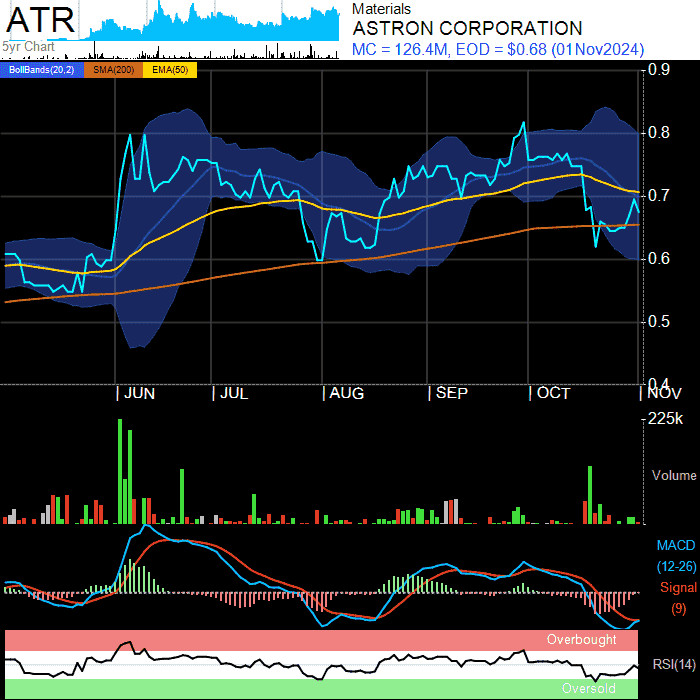 ATR
5yr Chart
Materials
ASTRON CORPORATION
MC = 126.4M, EOD = $0.68 (01Nov2024)
BollBands(20,2) SMA(200) EMA(50)
0.9
0.8
0.7
0.6
0.5
0.4
| JUN | JUL | AUG | SEP | OCT | NOV
225k
Volume
MACD
(12-26)
Signal
(9)
Overbought
RSI(14)
Oversold